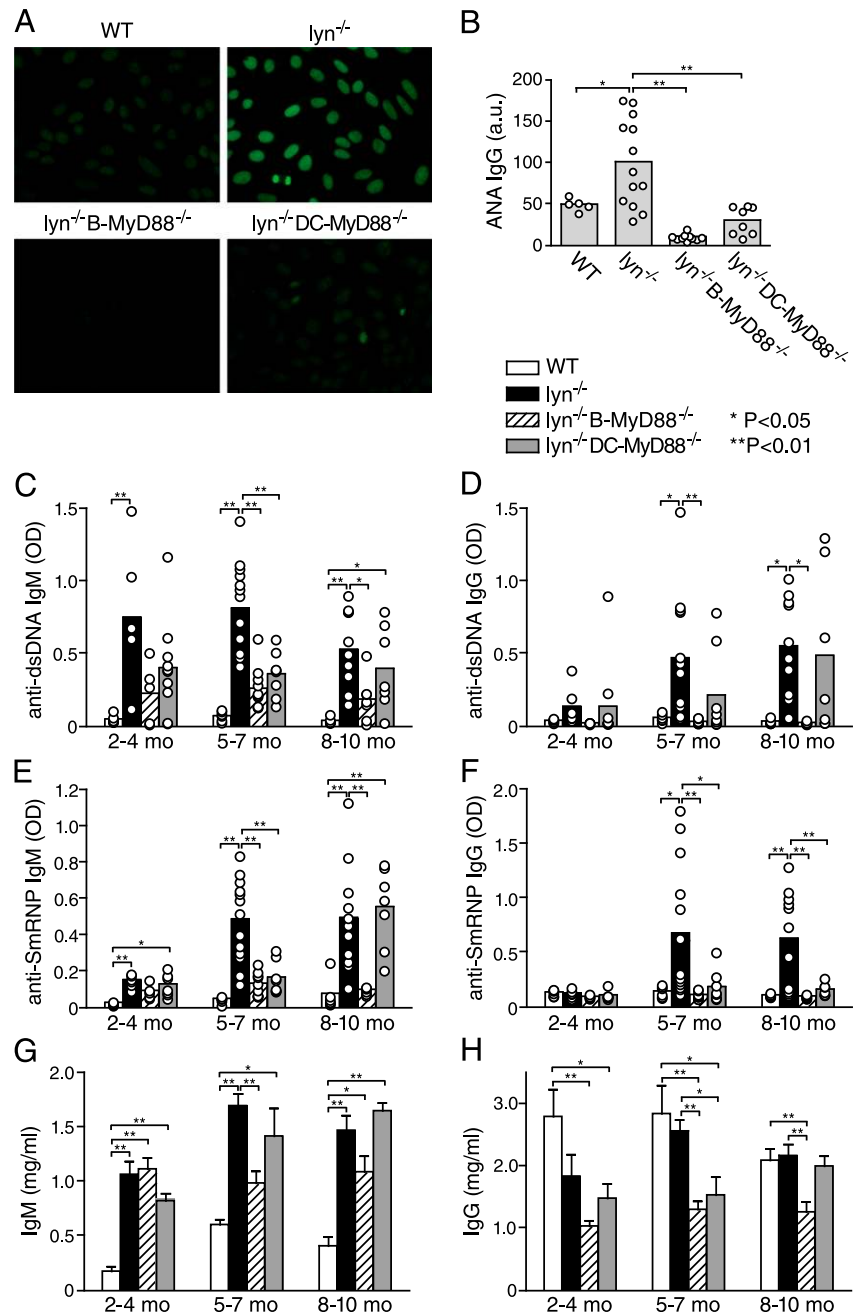 A
WT
lyn-/-
lyn-/-B-MyD88-/-
lyn-/-DC-MyD88-/-
B
ANA IgG (a.u.)
200
150
100
50
0
*
**
**
WT
lyn-/-
lyn-/-B-MyD88-/-
lyn-/-DC-MyD88-/-
WT
lyn-/-
lyn-/-B-MyD88-/- * P<0.05
lyn-/-DC-MyD88-/- **P<0.01
C
anti-dsDNA IgM (OD)
1.5
1.0
0.5
0
**
** ** **
** * *
2-4 mo 5-7 mo 8-10 mo
D
anti-dsDNA IgG (OD)
1.5
1.0
0.5
0
* **
* *
2-4 mo 5-7 mo 8-10 mo
E
anti-SmRNP IgM (OD)
1.2
1.0
0.8
0.6
0.4
0.2
0
*
**
**
** **
**
** **
2-4 mo 5-7 mo 8-10 mo
F
anti-SmRNP IgG (OD)
2.0
1.5
1.0
0.5
0
*
* **
**
** **
2-4 mo 5-7 mo 8-10 mo
G
IgM (mg/ml)
2.0
1.5
1.0
0.5
0
**
**
**
*
** **
**
*
**
2-4 mo 5-7 mo 8-10 mo
H
IgG (mg/ml)
3.0
2.0
1.0
0
*
**
*
**
*
**
**
**
2-4 mo 5-7 mo 8-10 mo